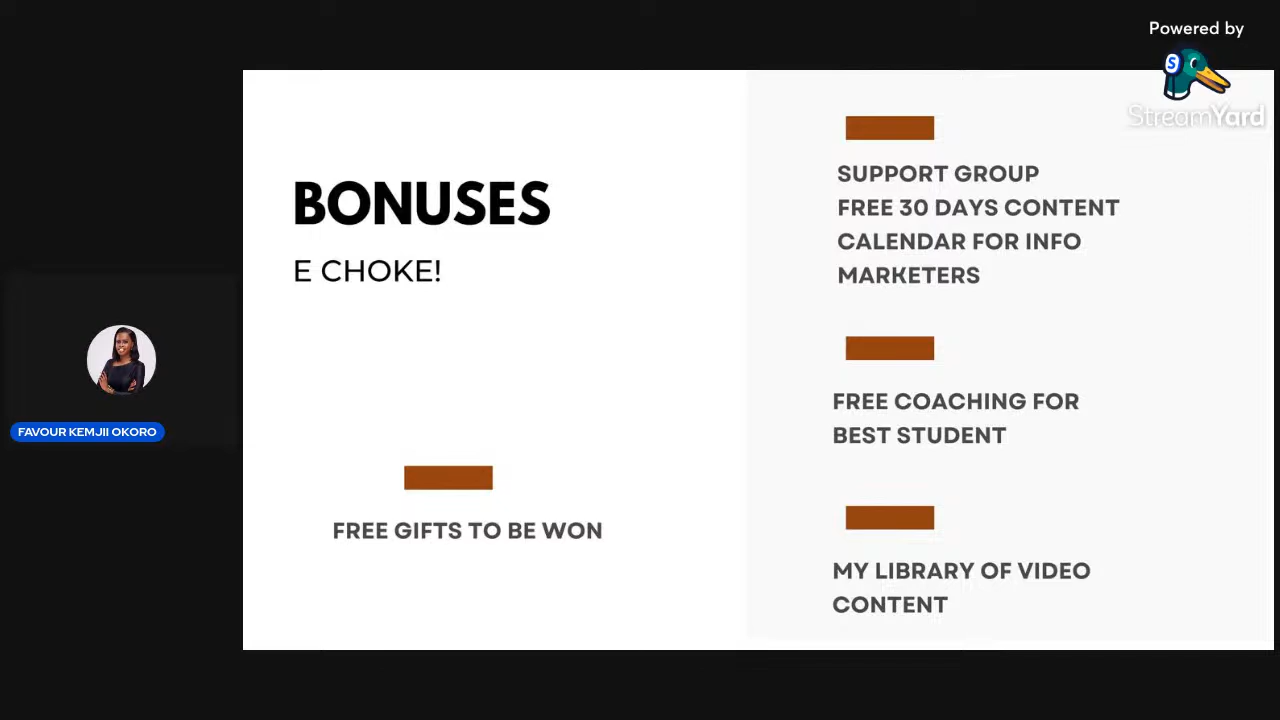 Powered by
StreamYard
BONUSES
E CHOKE!
FREE GIFTS TO BE WON
SUPPORT GROUP
FREE 30 DAYS CONTENT
CALENDAR FOR INFO
MARKETERS
FREE COACHING FOR
BEST STUDENT
MY LIBRARY OF VIDEO
CONTENT
FAVOUR KEMJII OKORO